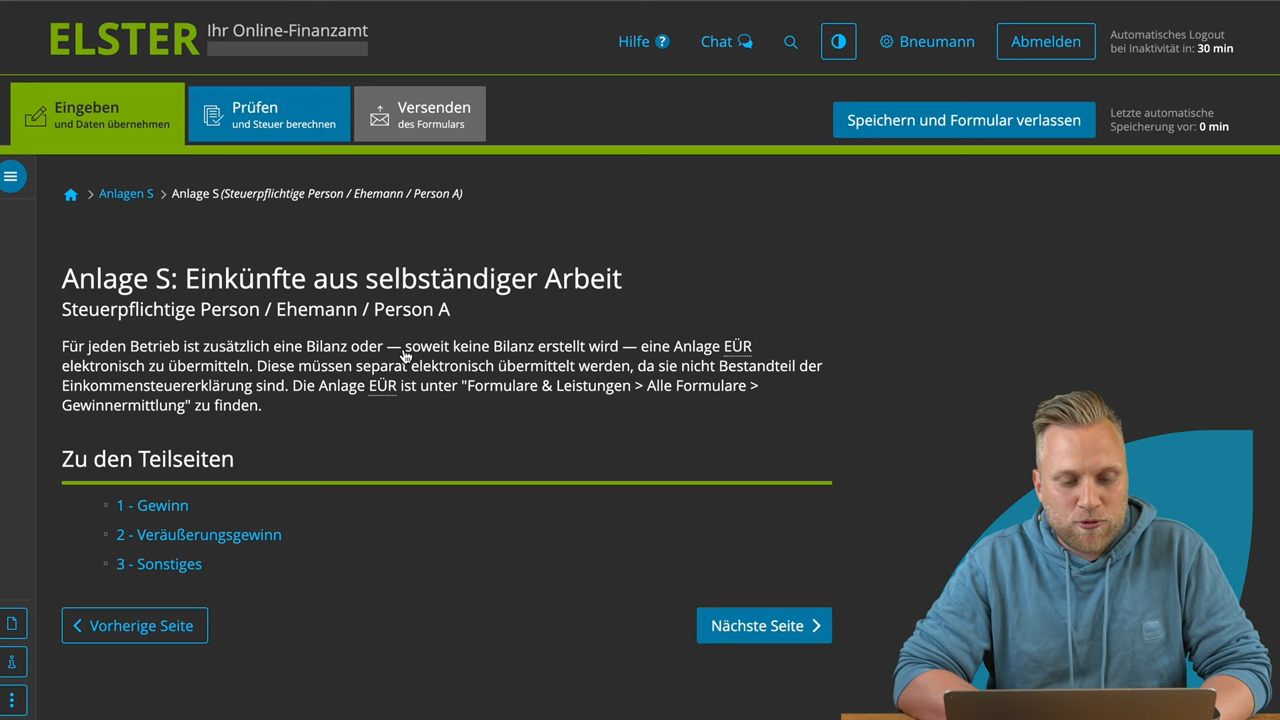 ELSTER
Ihr Online-Finanzamt
Hilfe ?
Chat
Bneumann
Abmelden
Automatisches Logout
bei Inaktivität in: 30 min
Eingeben
und Daten übernehmen
Prüfen
und Steuer berechnen
Versenden
des Formulars
Speichern und Formular verlassen
Letzte automatische
Speicherung vor: 0 min
> Anlagen S > Anlage S (Steuerpflichtige Person / Ehemann / Person A)
Anlage S: Einkünfte aus selbständiger Arbeit
Steuerpflichtige Person / Ehemann / Person A
Für jeden Betrieb ist zusätzlich eine Bilanz oder — soweit keine Bilanz erstellt wird — eine Anlage EÜR
elektronisch zu übermitteln. Diese müssen separat elektronisch übermittelt werden, da sie nicht Bestandteil der
Einkommensteuererklärung sind. Die Anlage EÜR ist unter "Formulare & Leistungen > Alle Formulare >
Gewinnermittlung" zu finden.
Zu den Teilseiten
1 - Gewinn
2 - Veräußerungsgewinn
3 - Sonstiges
Vorherige Seite
Nächste Seite